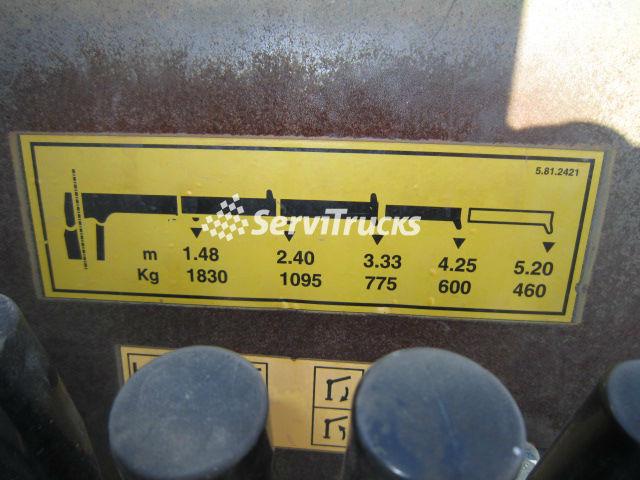 5.81.2421
ServiTrucks
m 1.48 2.40 3.33 4.25 5.20
Kg 1830 1095 775 600 460